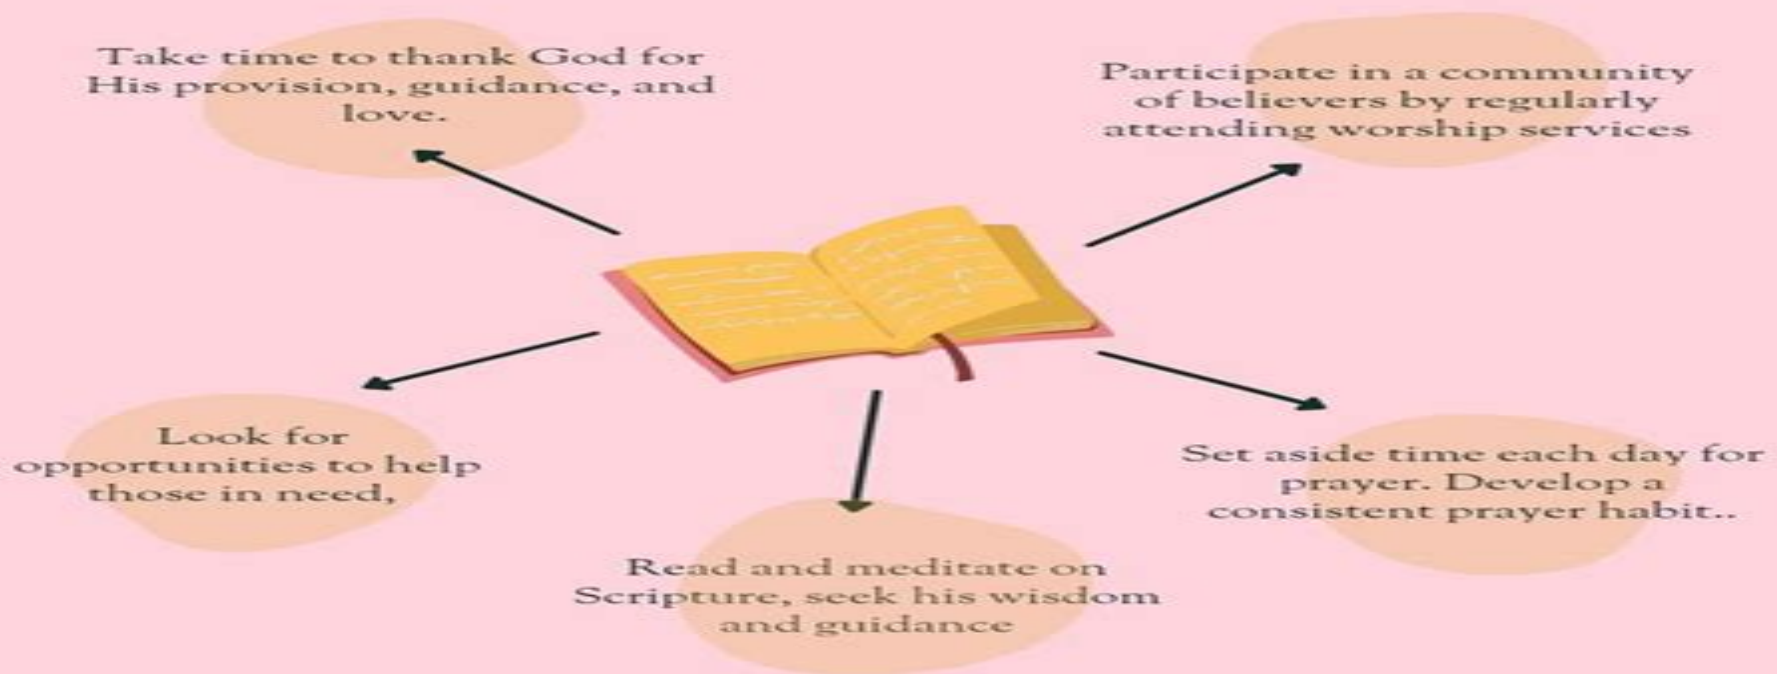 Take time to thank God for
His provision, guidance, and
love.
Participate in a community
of believers by regularly
attending worship services
Look for
opportunities to help
those in need,
Set aside time each day for
prayer. Develop a
consistent prayer habit..
Read and meditate on
Scripture, seek his wisdom
and guidance